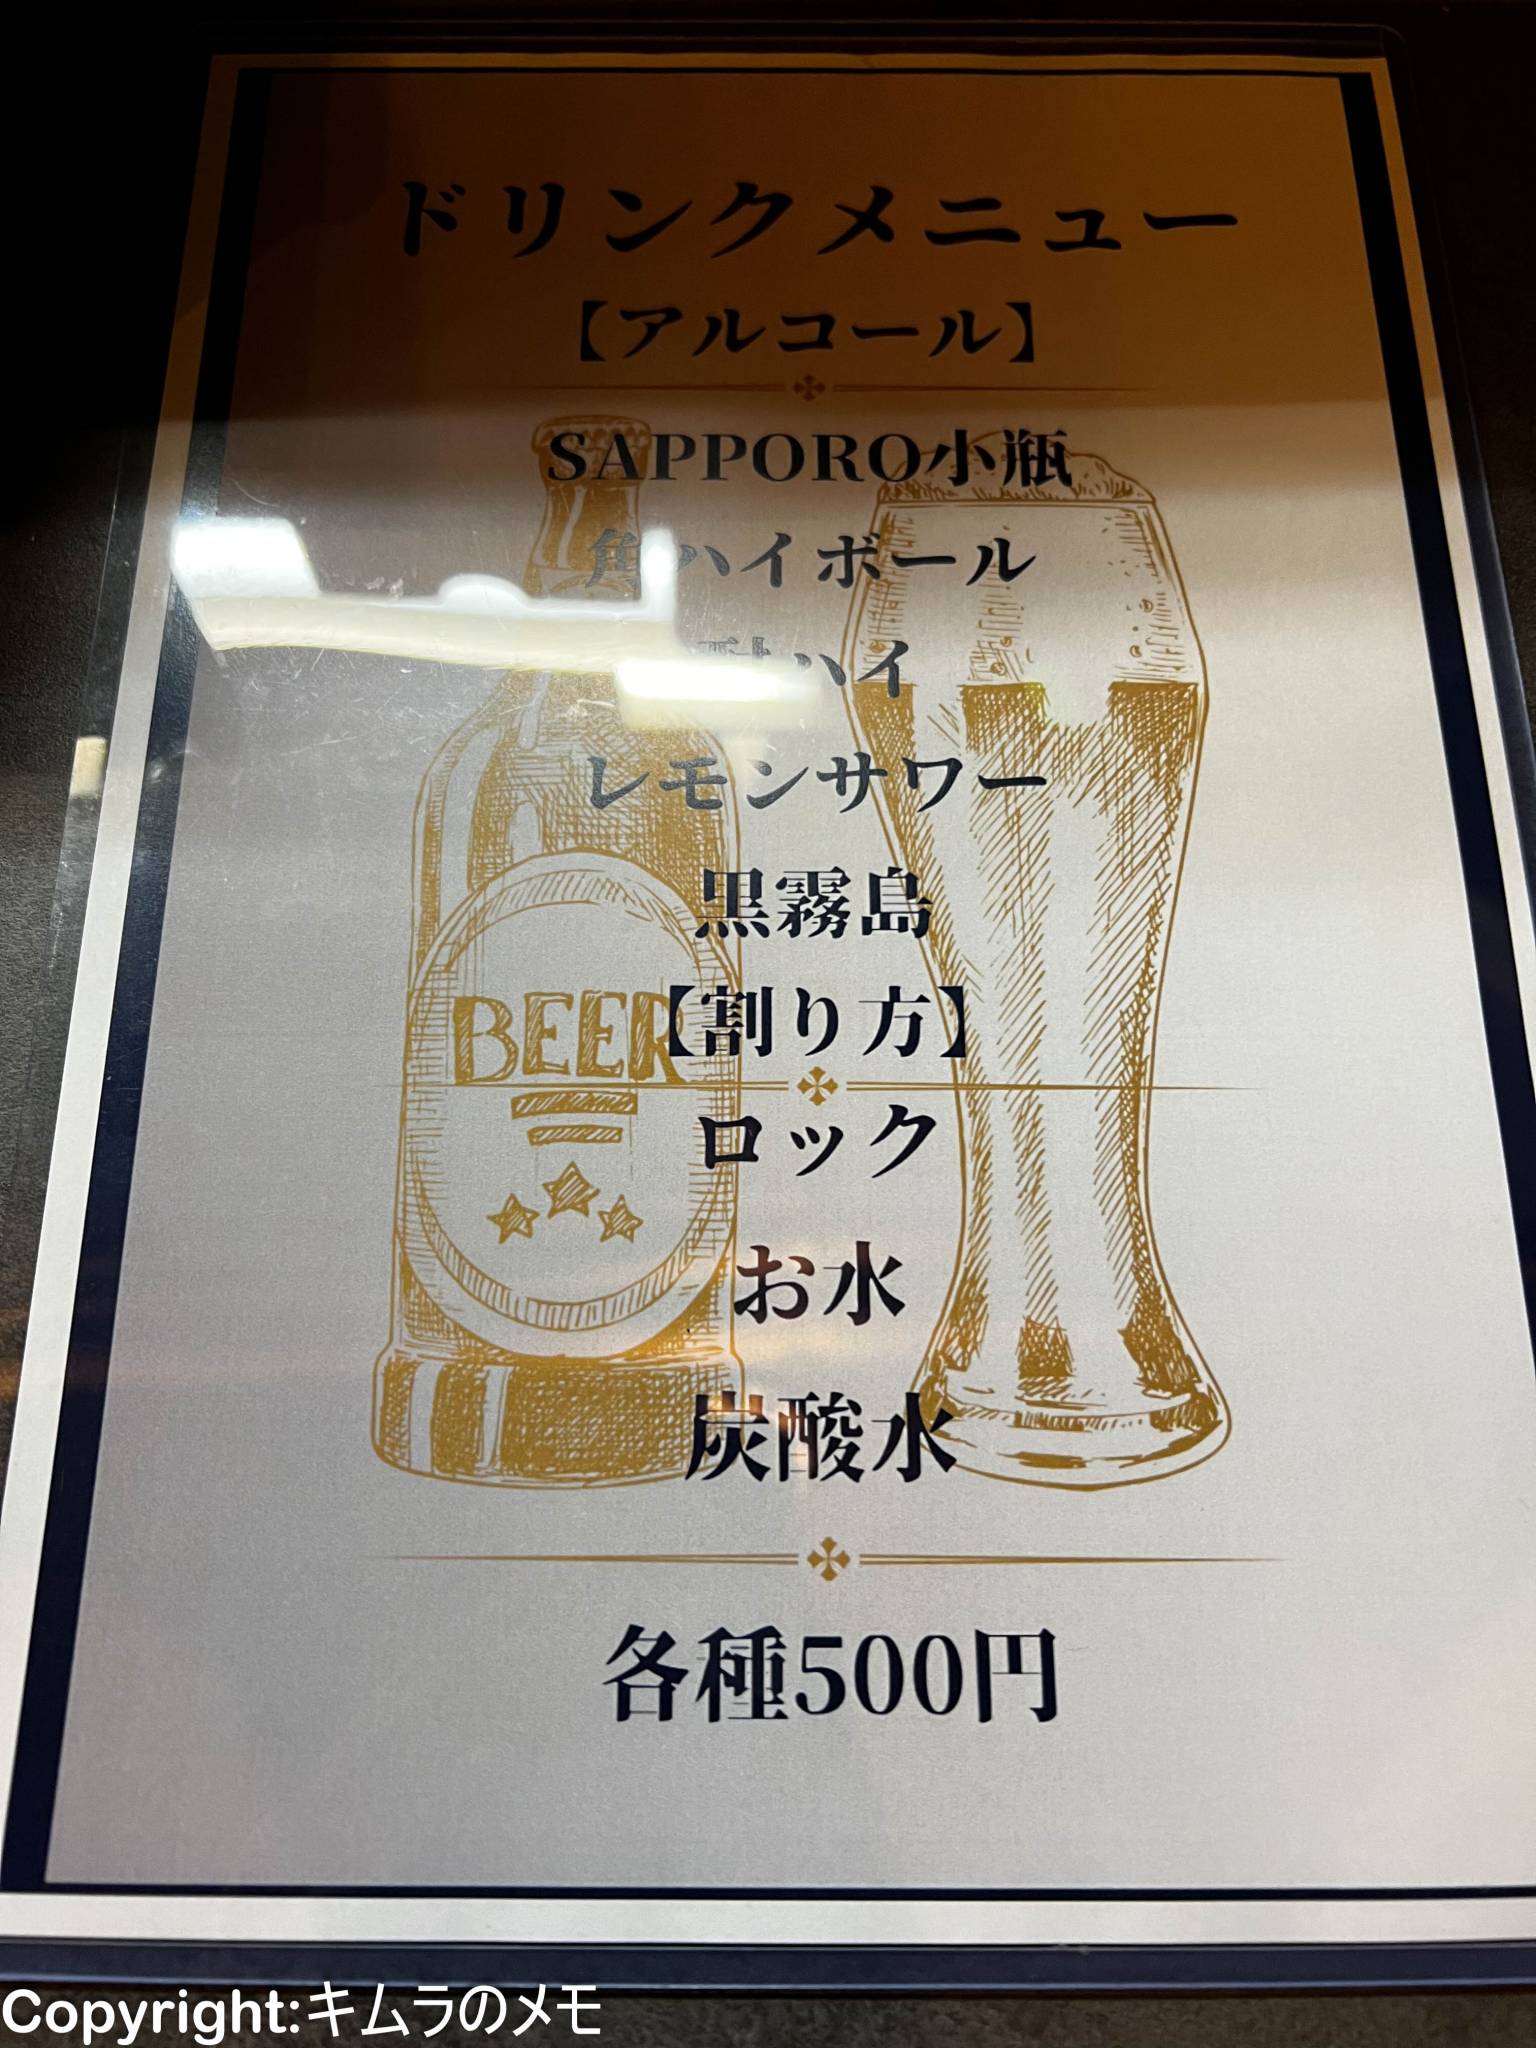 ドリンクメニュー
【アルコール】
SAPPORO小瓶
角ハイボール
酎ハイ
レモンサワー
黒霧島
BEER
【割り方】
ロック
お水
炭酸水
各種500円
Copyright:キムラのメモ